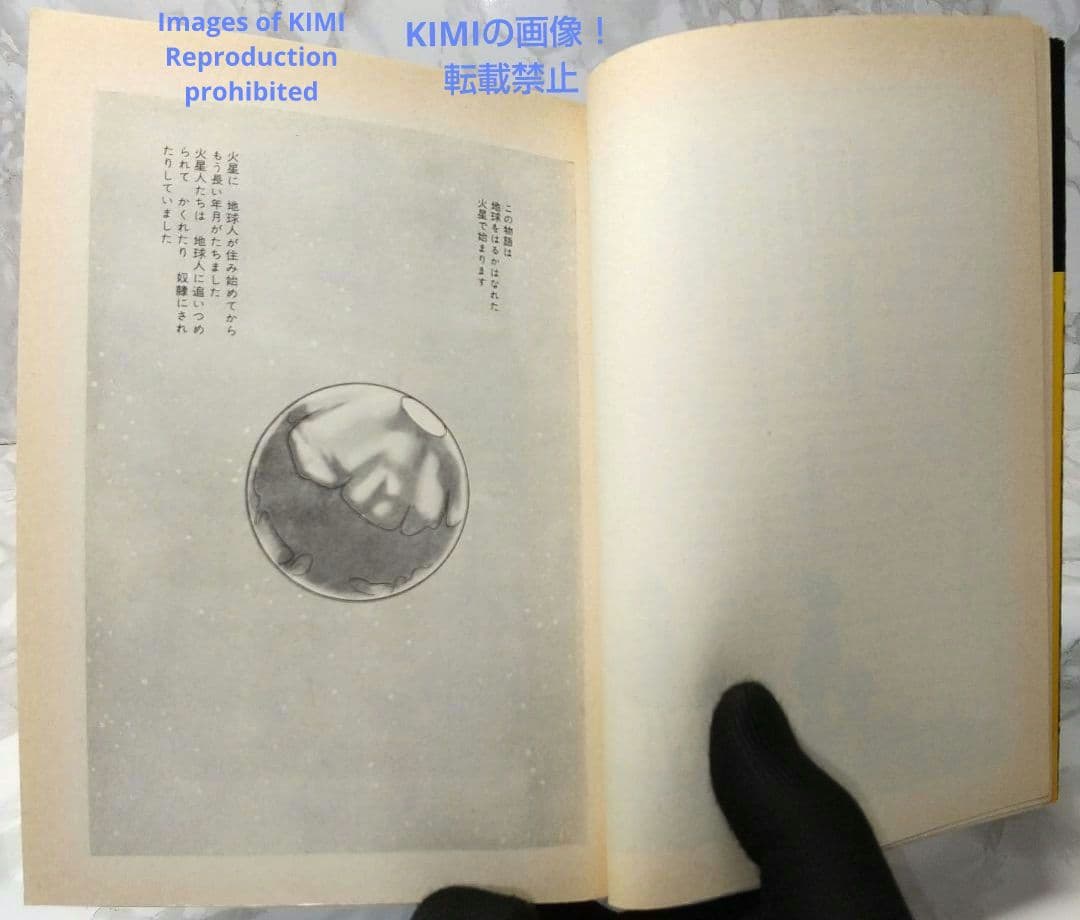 Images of KIMI
Reproduction
prohibited
KIMIの画像！
転載禁止
この物語は
地球をはるかはなれた
火星で始まります
火星に　地球人が住み始めてから
もう長い年月がたちました
火星人たちは　地球人に追いつめ
られて　かくれたり　奴隷にされ
たりしていました